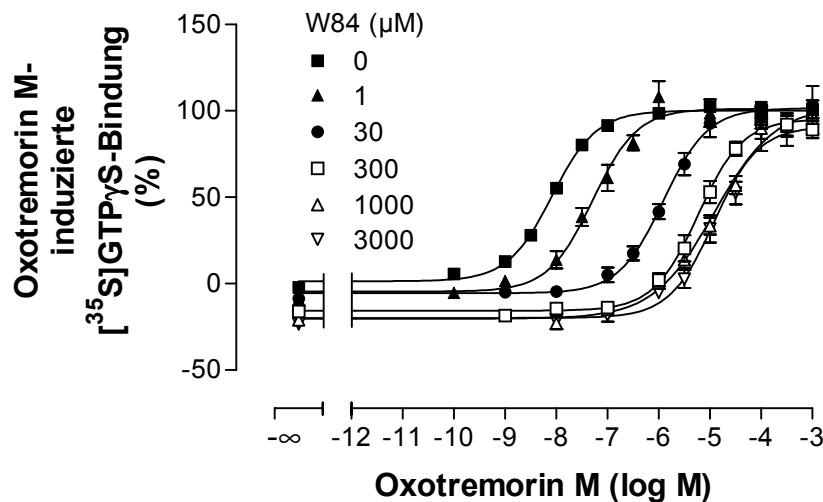 Oxotremorin M-
induzierte
[³⁵S]GTPγS-Bindung
(%)
150
100
50
0
-50
W84 (µM)
0
1
30
300
1000
3000
-∞ -12 -11 -10 -9 -8 -7 -6 -5 -4 -3
Oxotremorin M (log M)